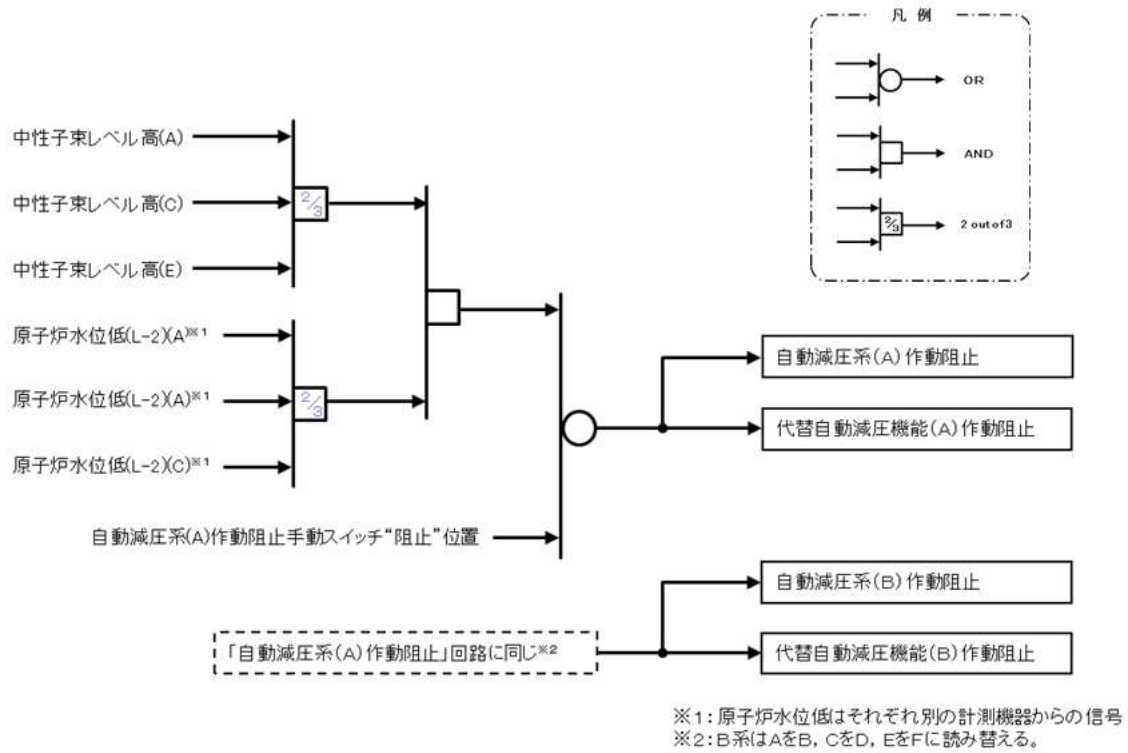 凡 例
OR
AND
2/3
2 out of3
中性子束レベル高(A)
中性子束レベル高(C)
2/3
中性子束レベル高(E)
原子炉水位低(L-2)(A)※1
原子炉水位低(L-2)(A)※1
2/3
原子炉水位低(L-2)(C)※1
自動減圧系(A)作動阻止手動スイッチ“阻止”位置
自動減圧系(A)作動阻止
代替自動減圧機能(A)作動阻止
自動減圧系(B)作動阻止
「自動減圧系(A)作動阻止」回路に同じ※2
代替自動減圧機能(B)作動阻止
※1:原子炉水位低はそれぞれ別の計測機器からの信号
※2:B系はAをB, CをD, EをFに読み替える。